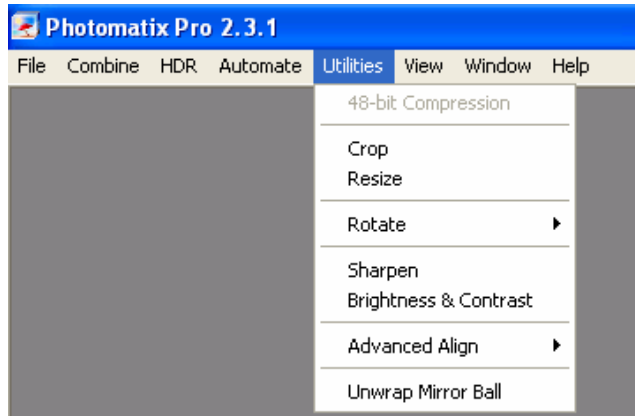 Photomatix Pro 2.3.1
File Combine HDR Automate Utilities View Window Help
48-bit Compression
Crop
Resize
Rotate
Sharpen
Brightness & Contrast
Advanced Align
Unwrap Mirror Ball